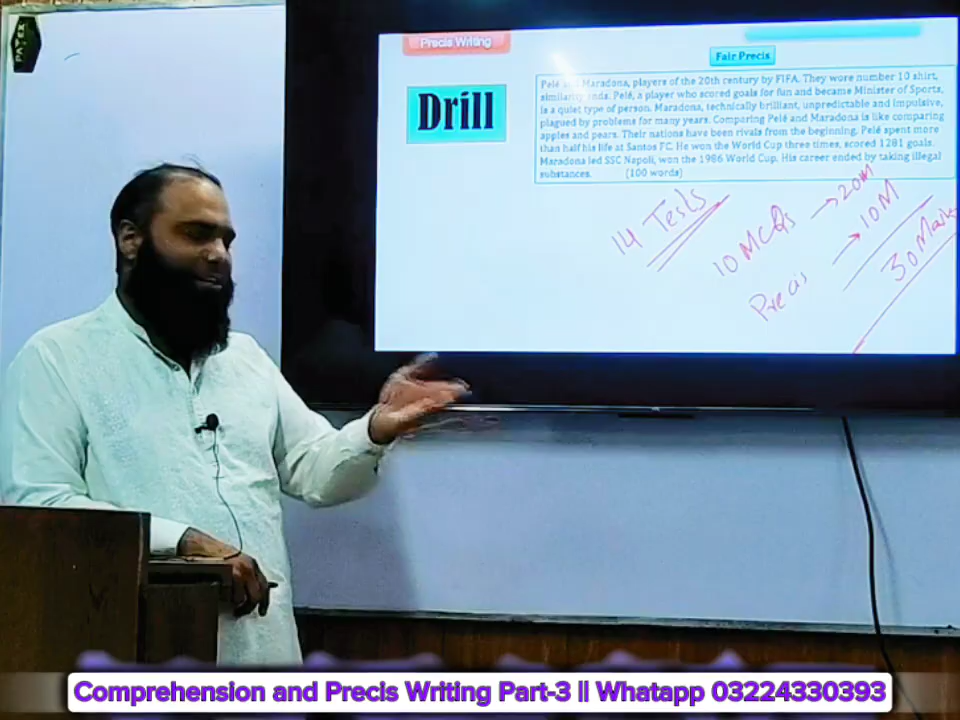 PATEX
Precis Writing
Fair Precis
Drill
Pelé and Maradona, players of the 20th century by FIFA. They wore number 10 shirt,
similarity ends. Pelé, a player who scored goals for fun and became Minister of Sports,
is a quiet type of person. Maradona, technically brilliant, unpredictable and impulsive,
plagued by problems for many years. Comparing Pelé and Maradona is like comparing
apples and pears. Their nations have been rivals from the beginning. Pelé spent more
than half his life at Santos FC. He won the World Cup three times, scored 1281 goals.
Maradona led SSC Napoli, won the 1986 World Cup. His career ended by taking illegal
substances. (100 words)
14 Tests
10 MCQs → 20m
Precis → 10M
30 Marks
Comprehension and Precis Writing Part-3 || Whatapp 03224330393